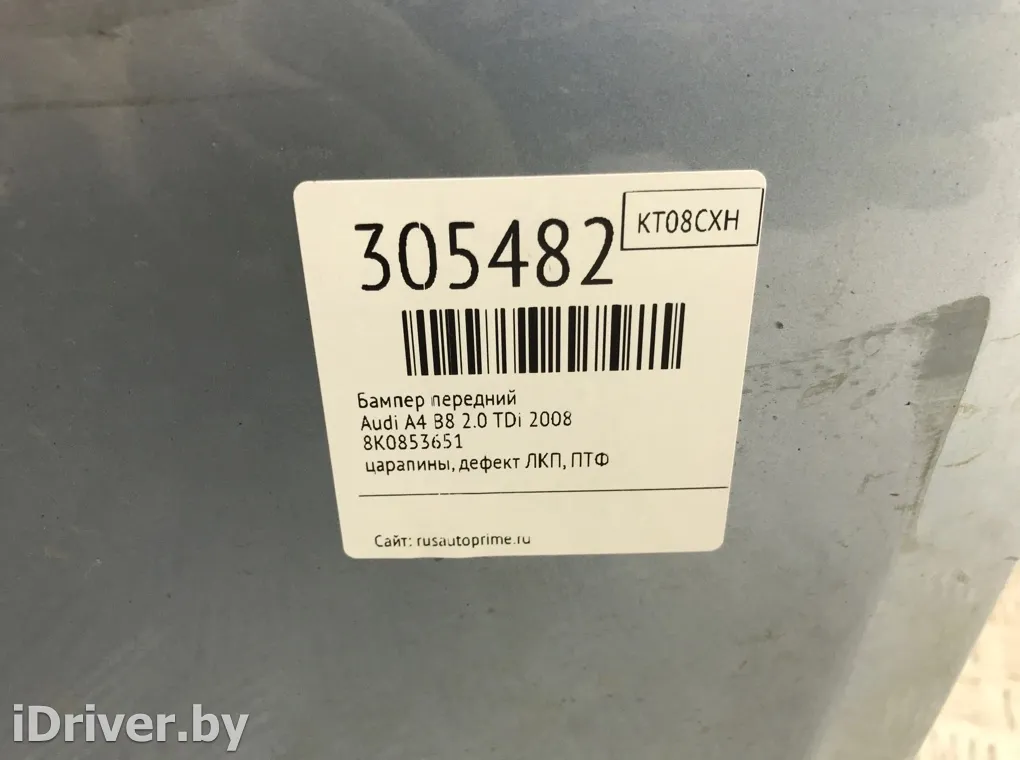 305482
KT08CXH
Бампер передний
Audi A4 B8 2.0 TDi 2008
8K0853651
царапины, дефект ЛКП, ПТФ
Сайт: rusautoprime.ru
iDriver.by